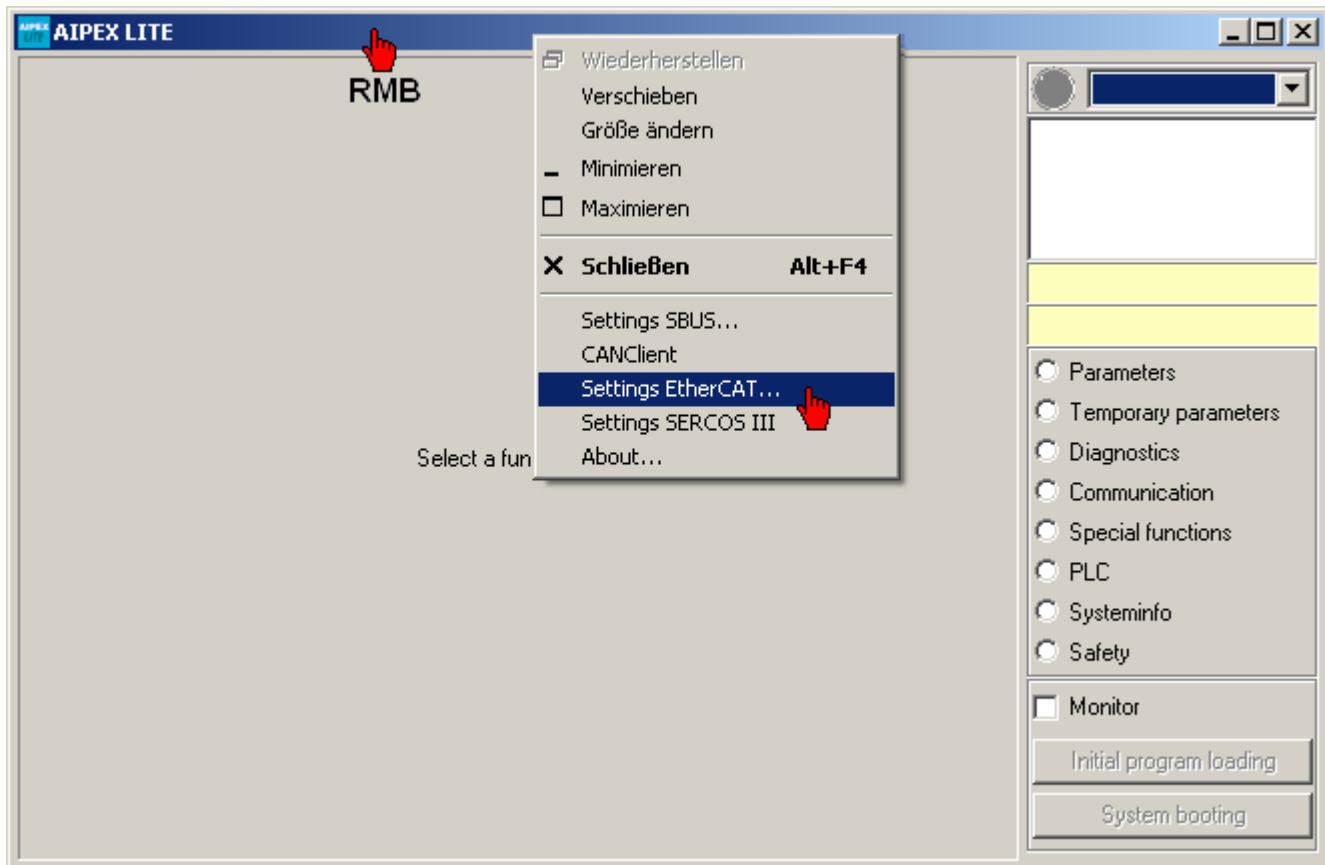 AIPEX LITE
AIPEX LITE
RMB
Wiederherstellen
Verschieben
Größe ändern
Minimieren
Maximieren
Schließen Alt+F4
Settings SBUS...
CANClient
Settings EtherCAT...
Settings SERCOS III
About...
Select a fun
Parameters
Temporary parameters
Diagnostics
Communication
Special functions
PLC
Systeminfo
Safety
Monitor
Initial program loading
System booting